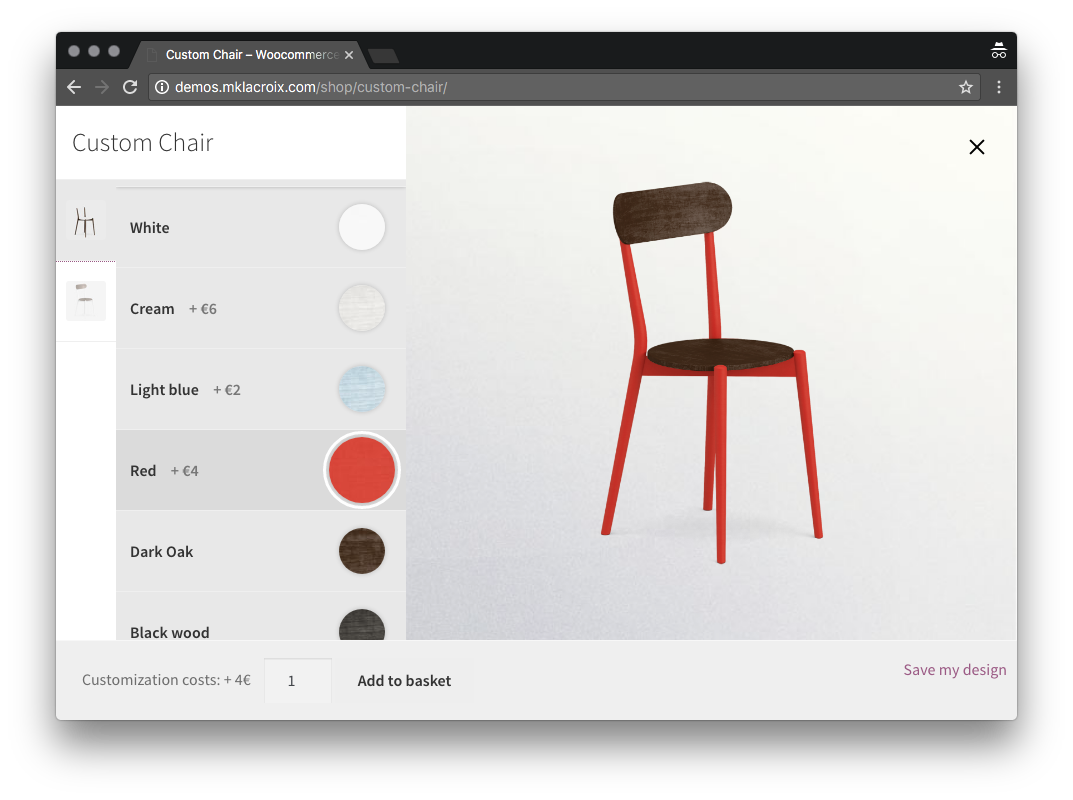 Custom Chair – Woocommerce
demos.mklacroix.com/shop/custom-chair/
Custom Chair
White
Cream + €6
Light blue + €2
Red + €4
Dark Oak
Black wood
Customization costs: + 4€
1
Add to basket
Save my design